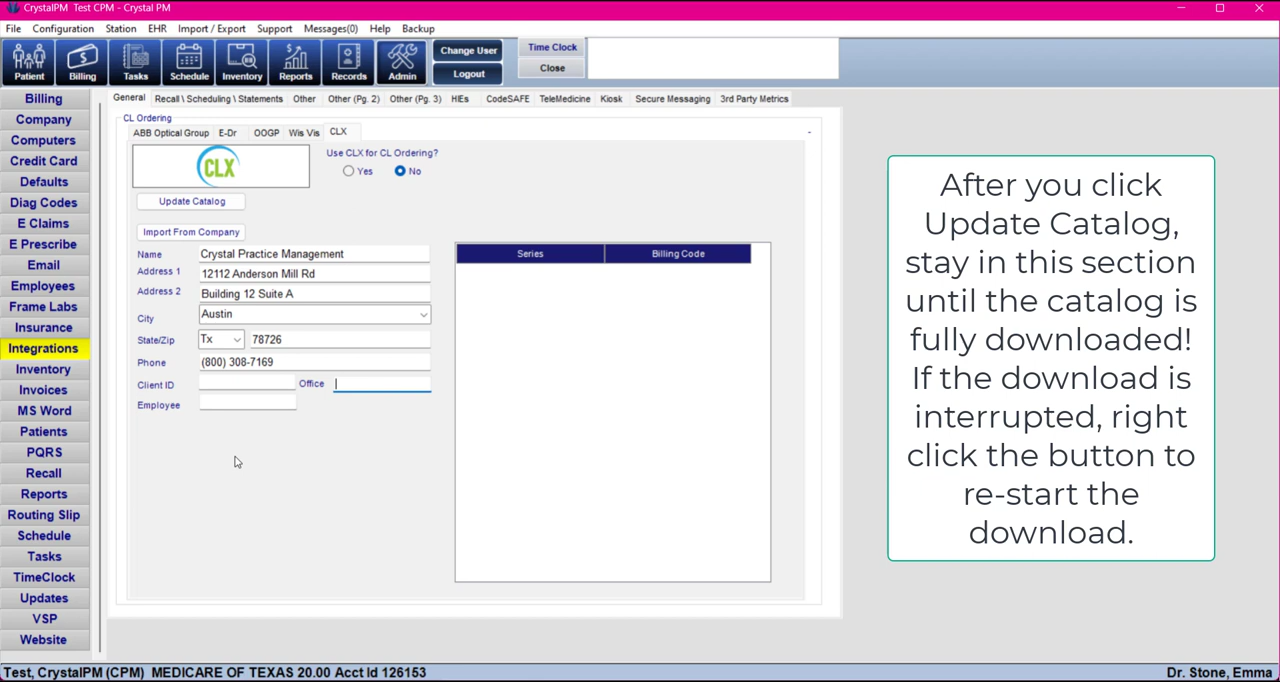 CrystalPM Test CPM - Crystal PM
File Configuration Station EHR Import / Export Support Messages(0) Help Backup
Patient Billing Tasks Schedule Inventory Reports Records Admin
Change User
Logout
Time Clock
Close
Billing
Company
Computers
Credit Card
Defaults
Diag Codes
E Claims
E Prescribe
Email
Employees
Frame Labs
Insurance
Integrations
Inventory
Invoices
MS Word
Patients
PQRS
Recall
Reports
Routing Slip
Schedule
Tasks
TimeClock
Updates
VSP
Website
General Recall \ Scheduling \ Statements Other Other (Pg. 2) Other (Pg. 3) HIEs CodeSAFE TeleMedicine Kiosk Secure Messaging 3rd Party Metrics
CL Ordering
ABB Optical Group E-Dr OOGP Wis Vis CLX
CLX
Use CLX for CL Ordering?
Yes No
Update Catalog
Import From Company
Name Crystal Practice Management
Address 1 12112 Anderson Mill Rd
Address 2 Building 12 Suite A
City Austin
State/Zip Tx 78726
Phone (800) 308-7169
Client ID Office
Employee
Series Billing Code
After you click
Update Catalog,
stay in this section
until the catalog is
fully downloaded!
If the download is
interrupted, right
click the button to
re-start the
download.
Test, CrystalPM (CPM) MEDICARE OF TEXAS 20.00 Acct Id 126153
Dr. Stone, Emma